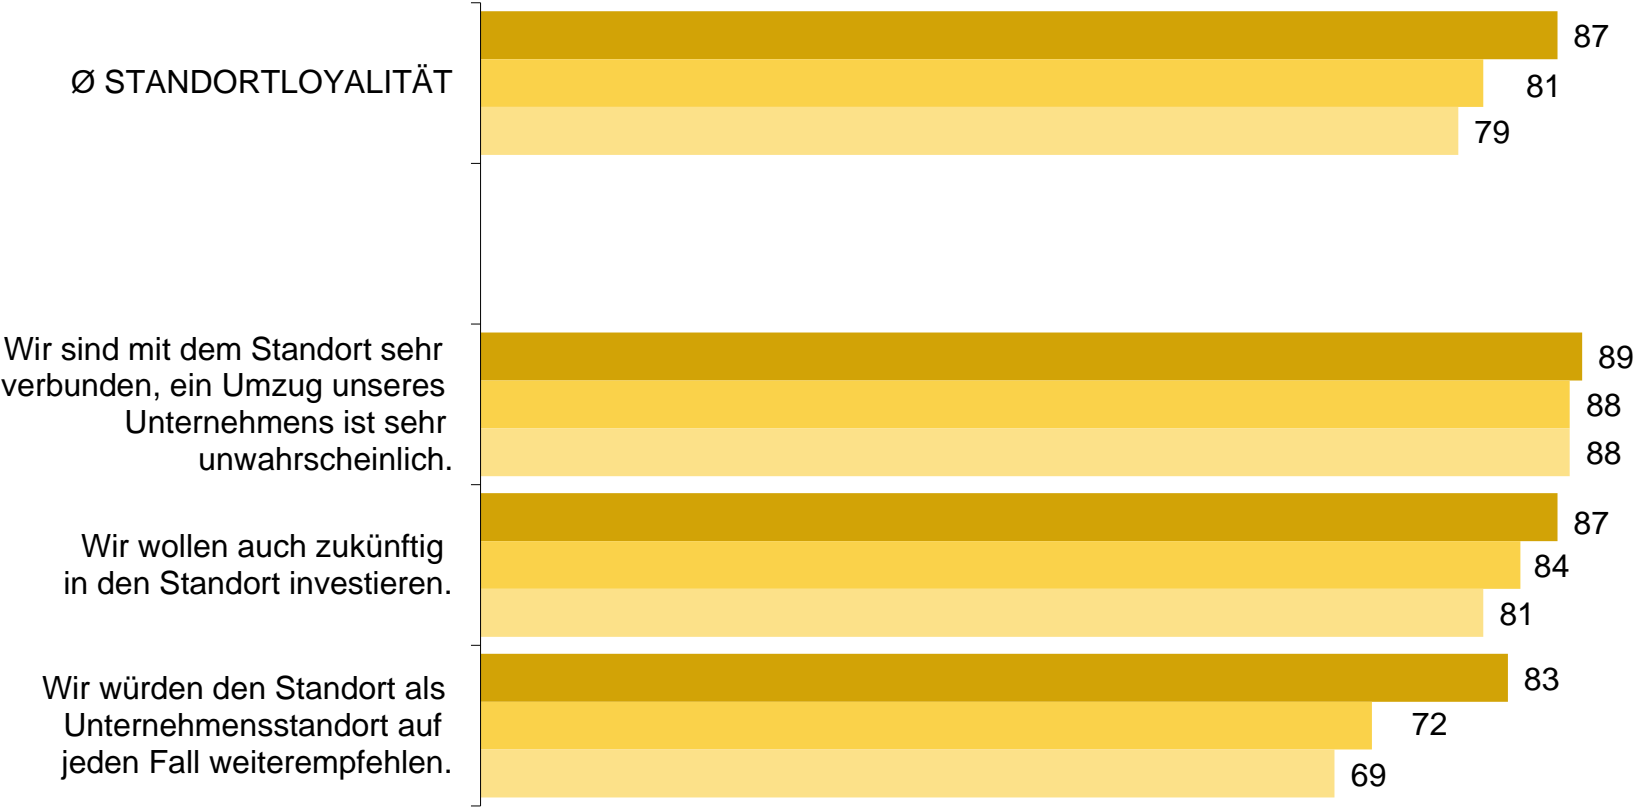 Ø STANDORTLOYALITÄT
87
81
79
Wir sind mit dem Standort sehr
verbunden, ein Umzug unseres
Unternehmens ist sehr
unwahrscheinlich.
89
88
88
Wir wollen auch zukünftig
in den Standort investieren.
87
84
81
Wir würden den Standort als
Unternehmensstandort auf
jeden Fall weiterempfehlen.
83
72
69